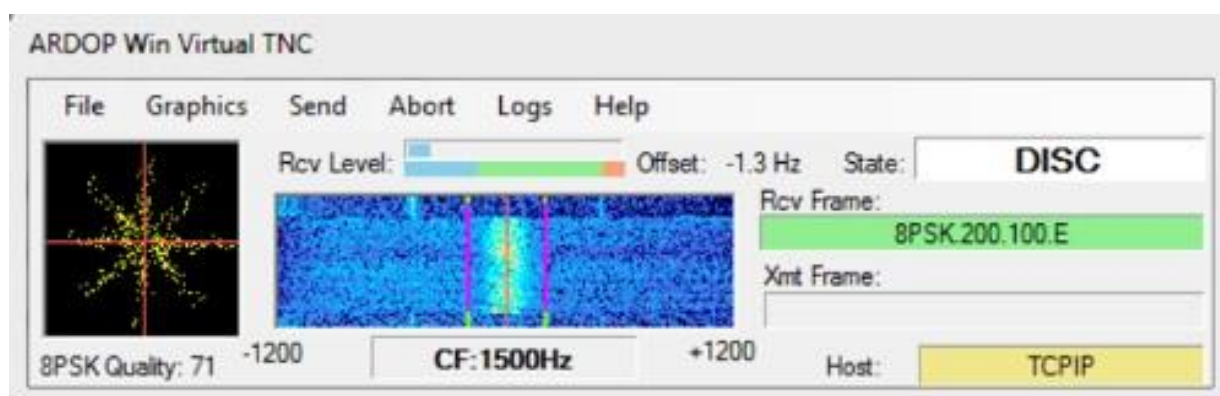 ARDOP Win Virtual TNC
File Graphics Send Abort Logs Help
Rcv Level: Offset: -1.3 Hz State: DISC
Rcv Frame:
8PSK.200.100.E
Xmt Frame:
8PSK Quality: 71 -1200 CF:1500Hz +1200 Host: TCPIP